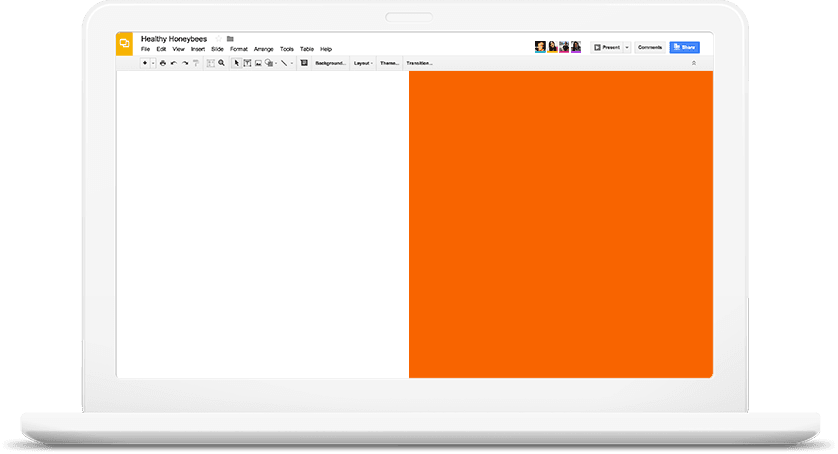 Healthy Honeybees
File Edit View Insert Slide Format Arrange Tools Table Help
Present Comments Share
Background... Layout Theme... Transition...